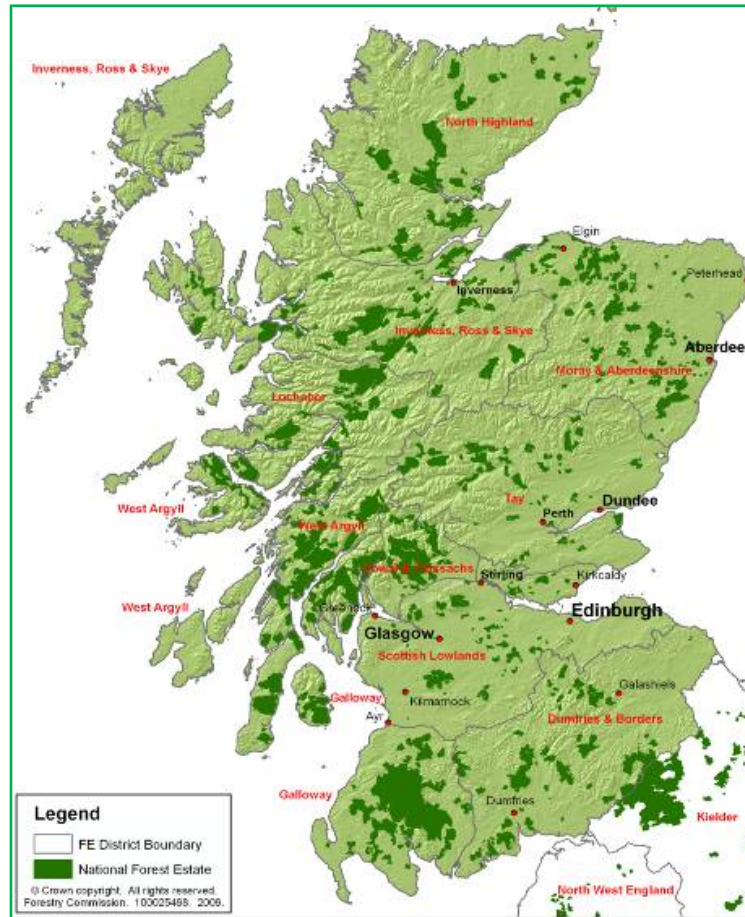 Inverness, Ross & Skye
North Highland
Elgin
Peterhead
Inverness
Inverness, Ross & Skye
Aberdee
Moray & Aberdeenshire
Lochaber
Tay
Dundee
Perth
West Argyll
West Argyll
Cowal & Trossachs
Stirling
Kirkcaldy
West Argyll
Greenock
Edinburgh
Glasgow
Scottish Lowlands
Galloway
Kilmarnock
Galashiels
Ayr
Dumfries & Borders
Galloway
Dumfries
Kielder
North West England
Legend
FE District Boundary
National Forest Estate
© Crown copyright. All rights reserved.
Forestry Commission. 100025498. 2009.